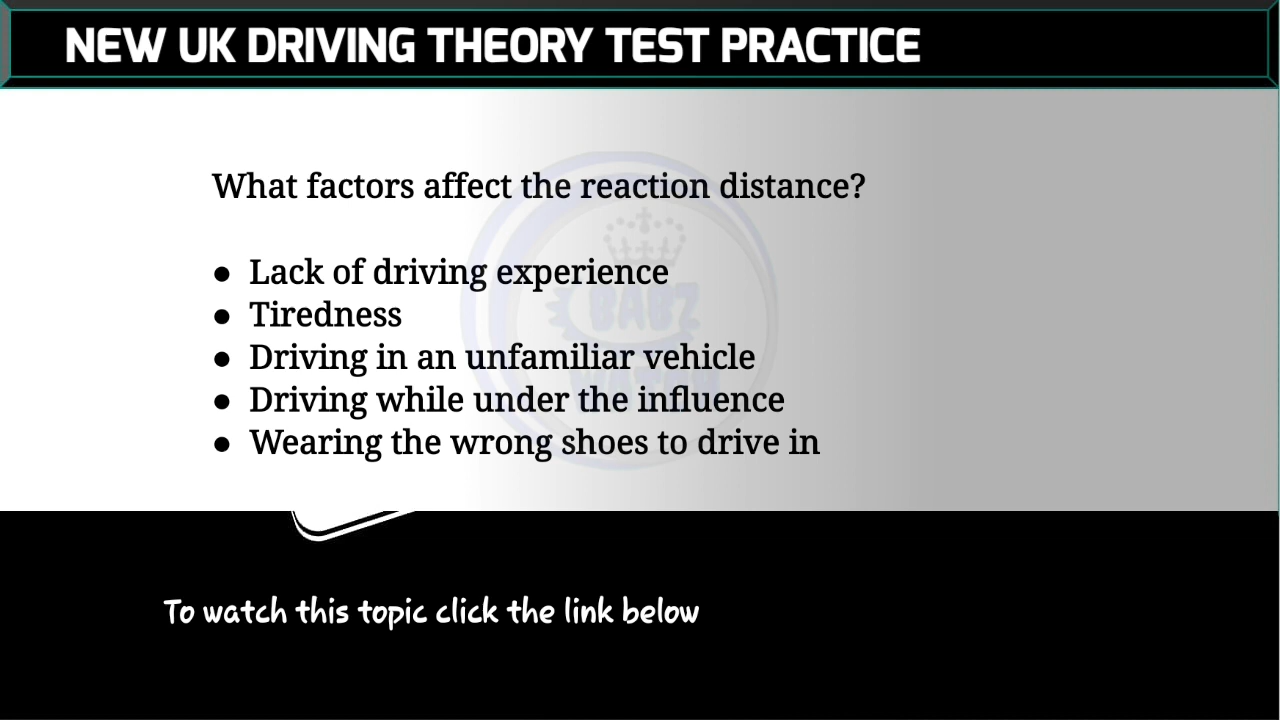 NEW UK DRIVING THEORY TEST PRACTICE
What factors affect the reaction distance?
● Lack of driving experience
● Tiredness
● Driving in an unfamiliar vehicle
● Driving while under the influence
● Wearing the wrong shoes to drive in
BABZ
WATCH
To watch this topic click the link below